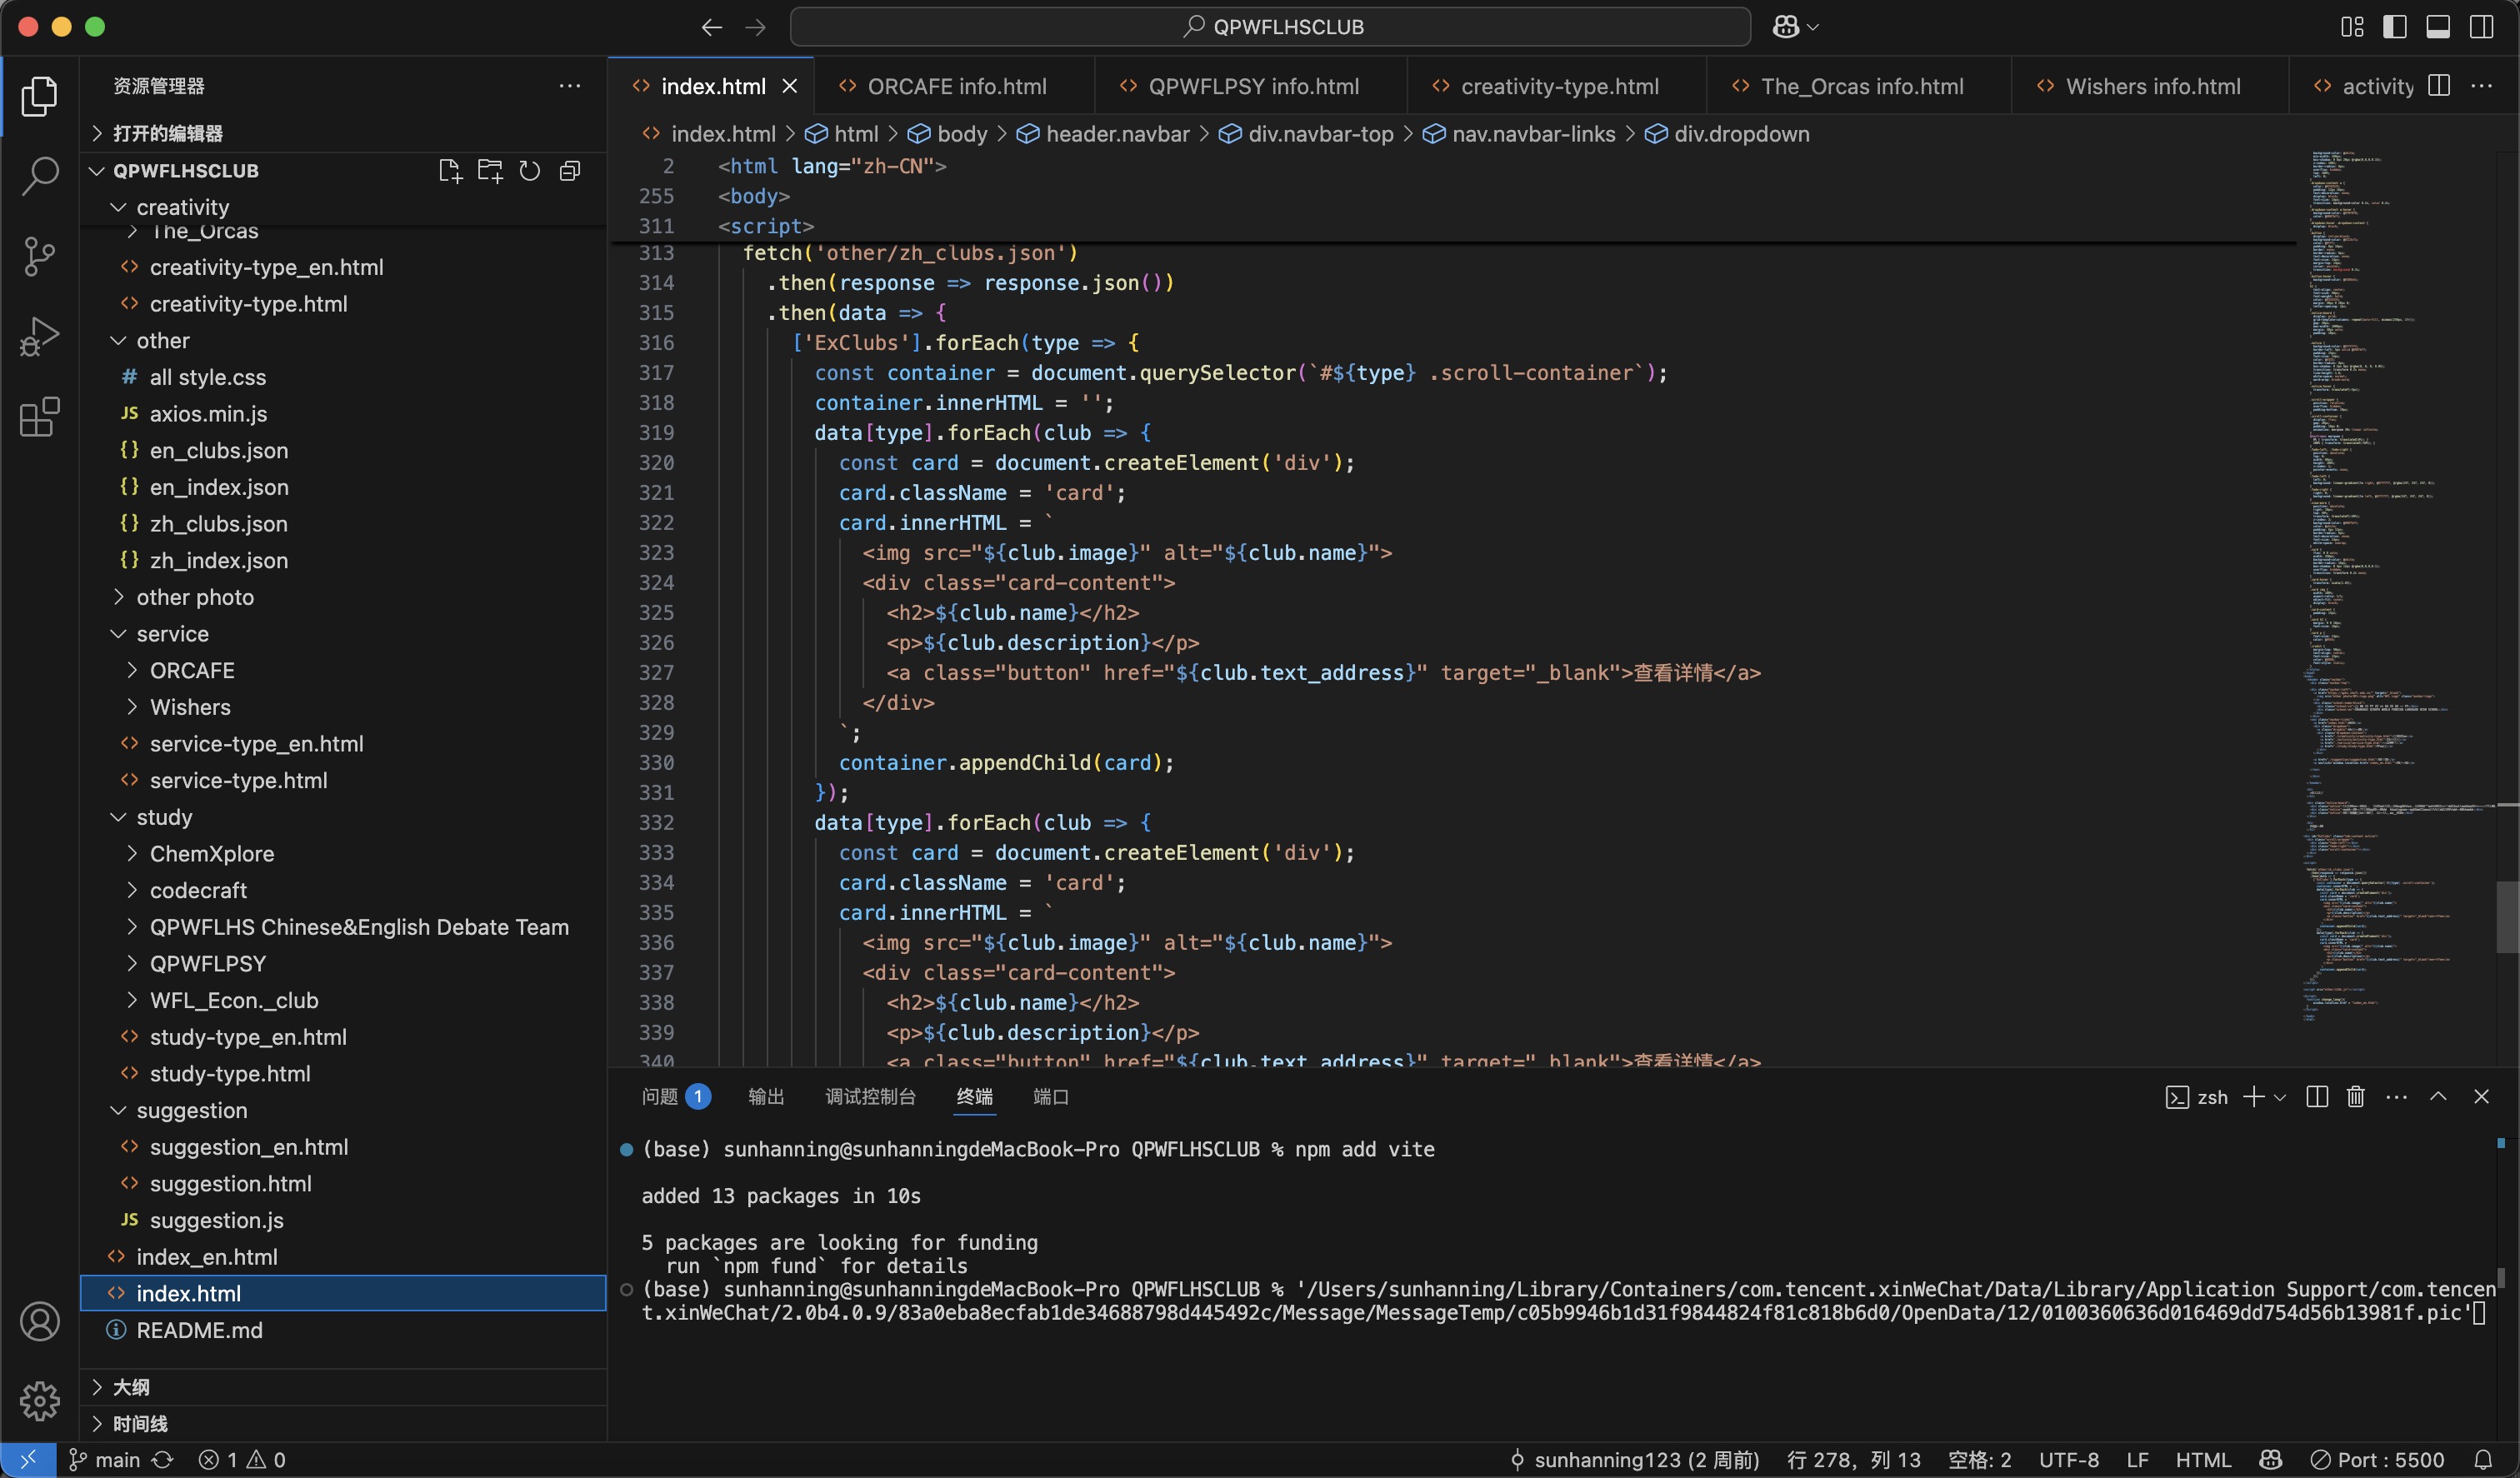 QPWFLHSCLUB
资源管理器
打开的编辑器
QPWFLHSCLUB
creativity
The_Orcas
creativity-type_en.html
creativity-type.html
other
# all style.css
JS axios.min.js
{} en_clubs.json
{} en_index.json
{} zh_clubs.json
{} zh_index.json
other photo
service
ORCAFE
Wishers
service-type_en.html
service-type.html
study
ChemXplore
codecraft
QPWFLHS Chinese&English Debate Team
QPWFLPSY
WFL_Econ._club
study-type_en.html
study-type.html
suggestion
suggestion_en.html
suggestion.html
JS suggestion.js
index_en.html
index.html
README.md
大纲
时间线
index.html ORCAFE info.html QPWFLPSY info.html creativity-type.html The_Orcas info.html Wishers info.html activity
index.html > html > body > header.navbar > div.navbar-top > nav.navbar-links > div.dropdown
2 <html lang="zh-CN">
255 <body>
311 <script>
313 fetch('other/zh_clubs.json')
314 .then(response => response.json())
315 .then(data => {
316 ['ExClubs'].forEach(type => {
317 const container = document.querySelector(`#${type} .scroll-container`);
318 container.innerHTML = '';
319 data[type].forEach(club => {
320 const card = document.createElement('div');
321 card.className = 'card';
322 card.innerHTML = `
323 <img src="${club.image}" alt="${club.name}">
324 <div class="card-content">
325 <h2>${club.name}</h2>
326 <p>${club.description}</p>
327 <a class="button" href="${club.text_address}" target="_blank">查看详情</a>
328 </div>
329 `;
330 container.appendChild(card);
331 });
332 data[type].forEach(club => {
333 const card = document.createElement('div');
334 card.className = 'card';
335 card.innerHTML = `
336 <img src="${club.image}" alt="${club.name}">
337 <div class="card-content">
338 <h2>${club.name}</h2>
339 <p>${club.description}</p>
340 <a class="button" href="${club.text_address}" target="_blank">查看详情</a>
问题 1 输出 调试控制台 终端 端口
zsh
(base) sunhanning@sunhanningdeMacBook-Pro QPWFLHSCLUB % npm add vite
added 13 packages in 10s
5 packages are looking for funding
run `npm fund` for details
(base) sunhanning@sunhanningdeMacBook-Pro QPWFLHSCLUB % '/Users/sunhanning/Library/Containers/com.tencent.xinWeChat/Data/Library/Application Support/com.tencen
t.xinWeChat/2.0b4.0.9/83a0eba8ecfab1de34688798d445492c/Message/MessageTemp/c05b9946b1d31f9844824f81c818b6d0/OpenData/12/0100360636d016469dd754d56b13981f.pic'
main 1 0 sunhanning123 (2 周前) 行 278，列 13 空格: 2 UTF-8 LF HTML Port : 5500